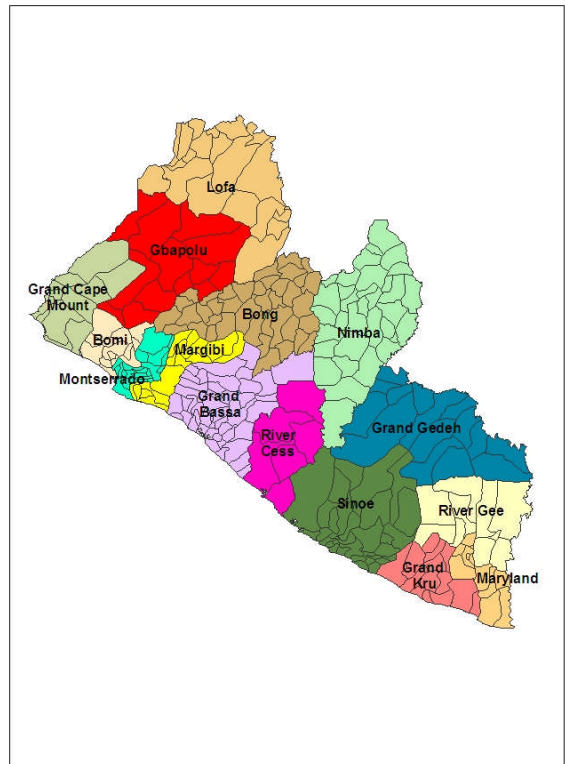 Lofa
Gbapolu
Grand Cape
Mount
Bong
Nimba
Bomi
Margibi
Montserrado
Grand
Bassa
Grand Gedeh
River
Cess
Sinoe
River Gee
Grand
Kru
Maryland